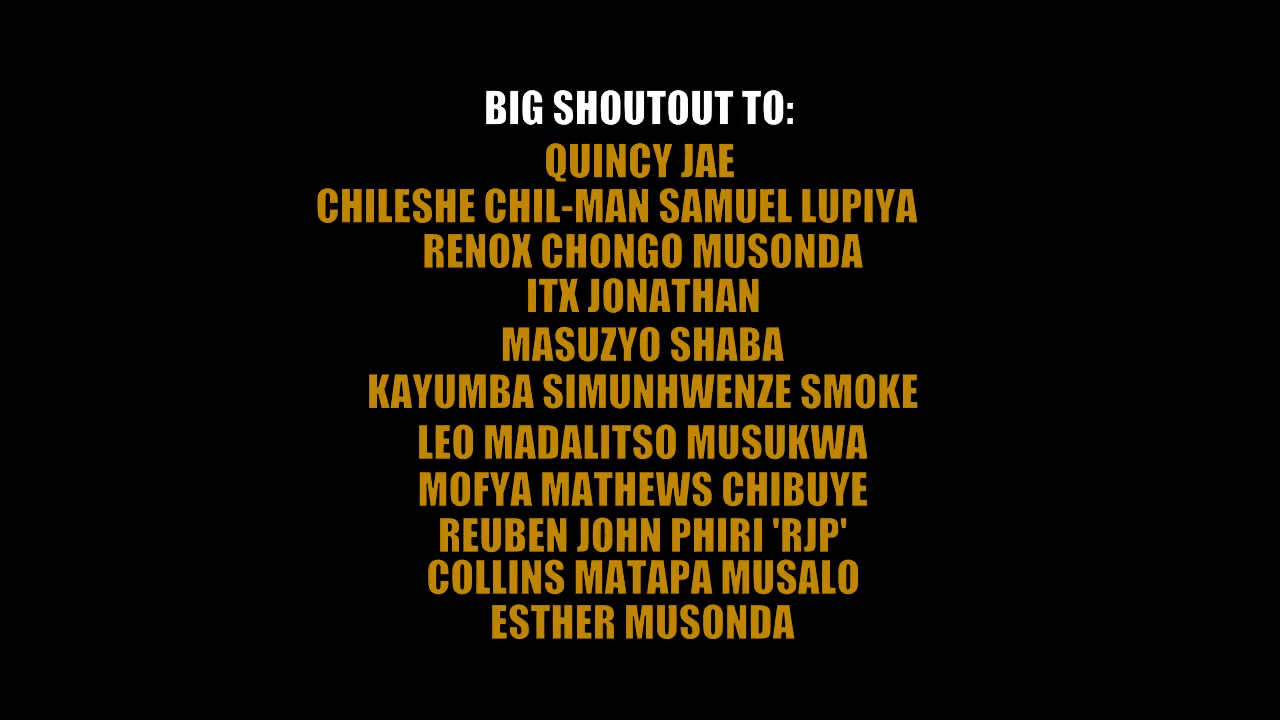 BIG SHOUTOUT TO:
QUINCY JAE
CHILESHE CHIL-MAN SAMUEL LUPIYA
RENOX CHONGO MUSONDA
ITX JONATHAN
MASUZYO SHABA
KAYUMBA SIMUNHWENZE SMOKE
LEO MADALITSO MUSUKWA
MOFYA MATHEWS CHIBUYE
REUBEN JOHN PHIRI 'RJP'
COLLINS MATAPA MUSALO
ESTHER MUSONDA